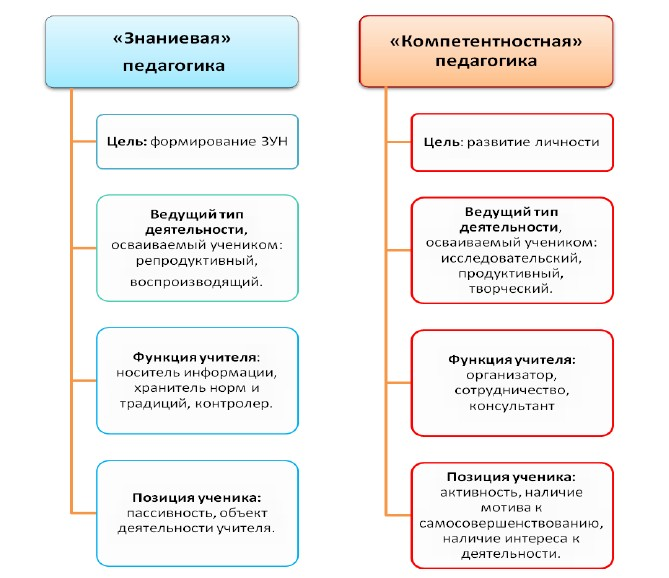 «Знаниевая»
педагогика
Цель: формирование ЗУН
Ведущий тип
деятельности,
осваиваемый учеником:
репродуктивный,
воспроизводящий.
Функция учителя:
носитель информации,
хранитель норм и
традиций, контролер.
Позиция ученика:
пассивность, объект
деятельности учителя.
«Компетентностная»
педагогика
Цель: развитие личности
Ведущий тип
деятельности,
осваиваемый учеником:
исследовательский,
продуктивный,
творческий.
Функция учителя:
организатор,
сотрудничество,
консультант
Позиция ученика:
активность, наличие
мотива к
самосовершенствованию,
наличие интереса к
деятельности.